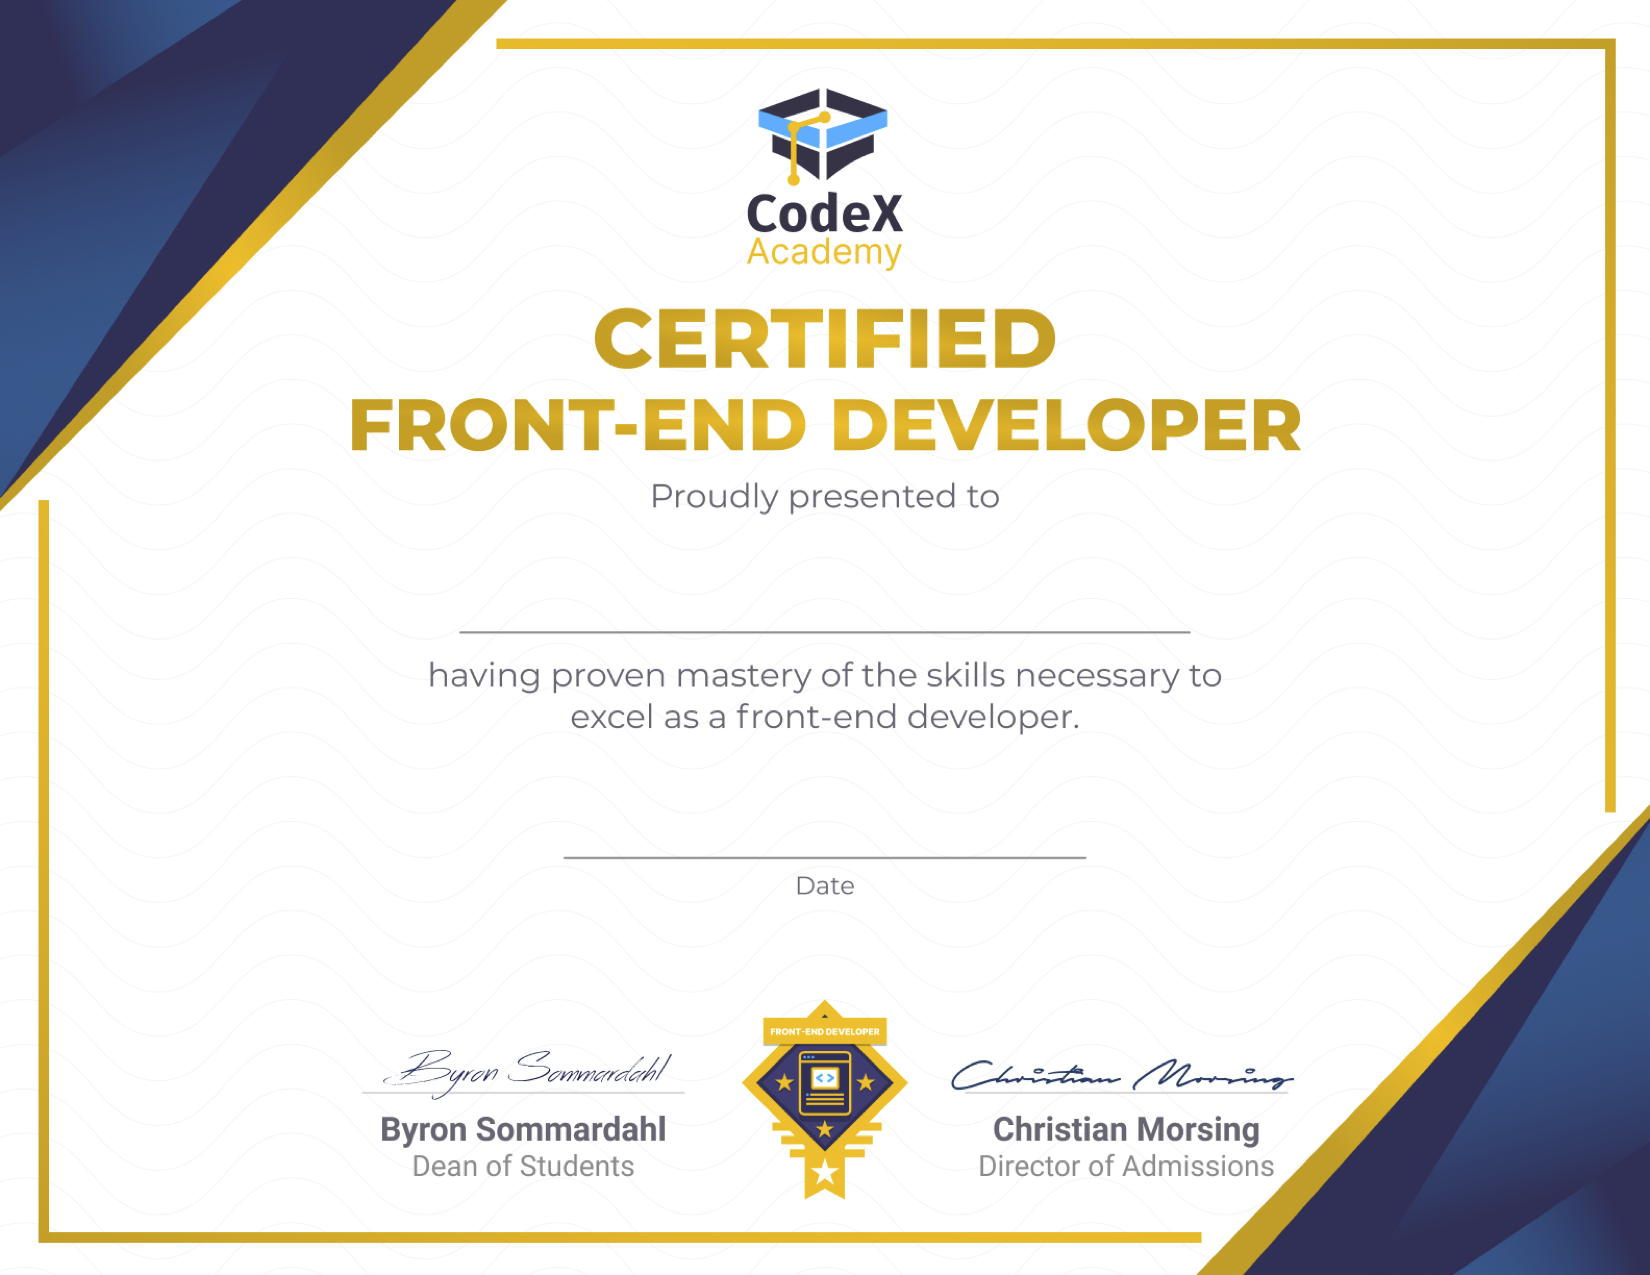 CodeX
Academy
CERTIFIED
FRONT-END DEVELOPER
Proudly presented to
having proven mastery of the skills necessary to
excel as a front-end developer.
Date
FRONT-END DEVELOPER
<>
Byron Sommardahl
Christian Morsing
Byron Sommardahl
Christian Morsing
Dean of Students
Director of Admissions